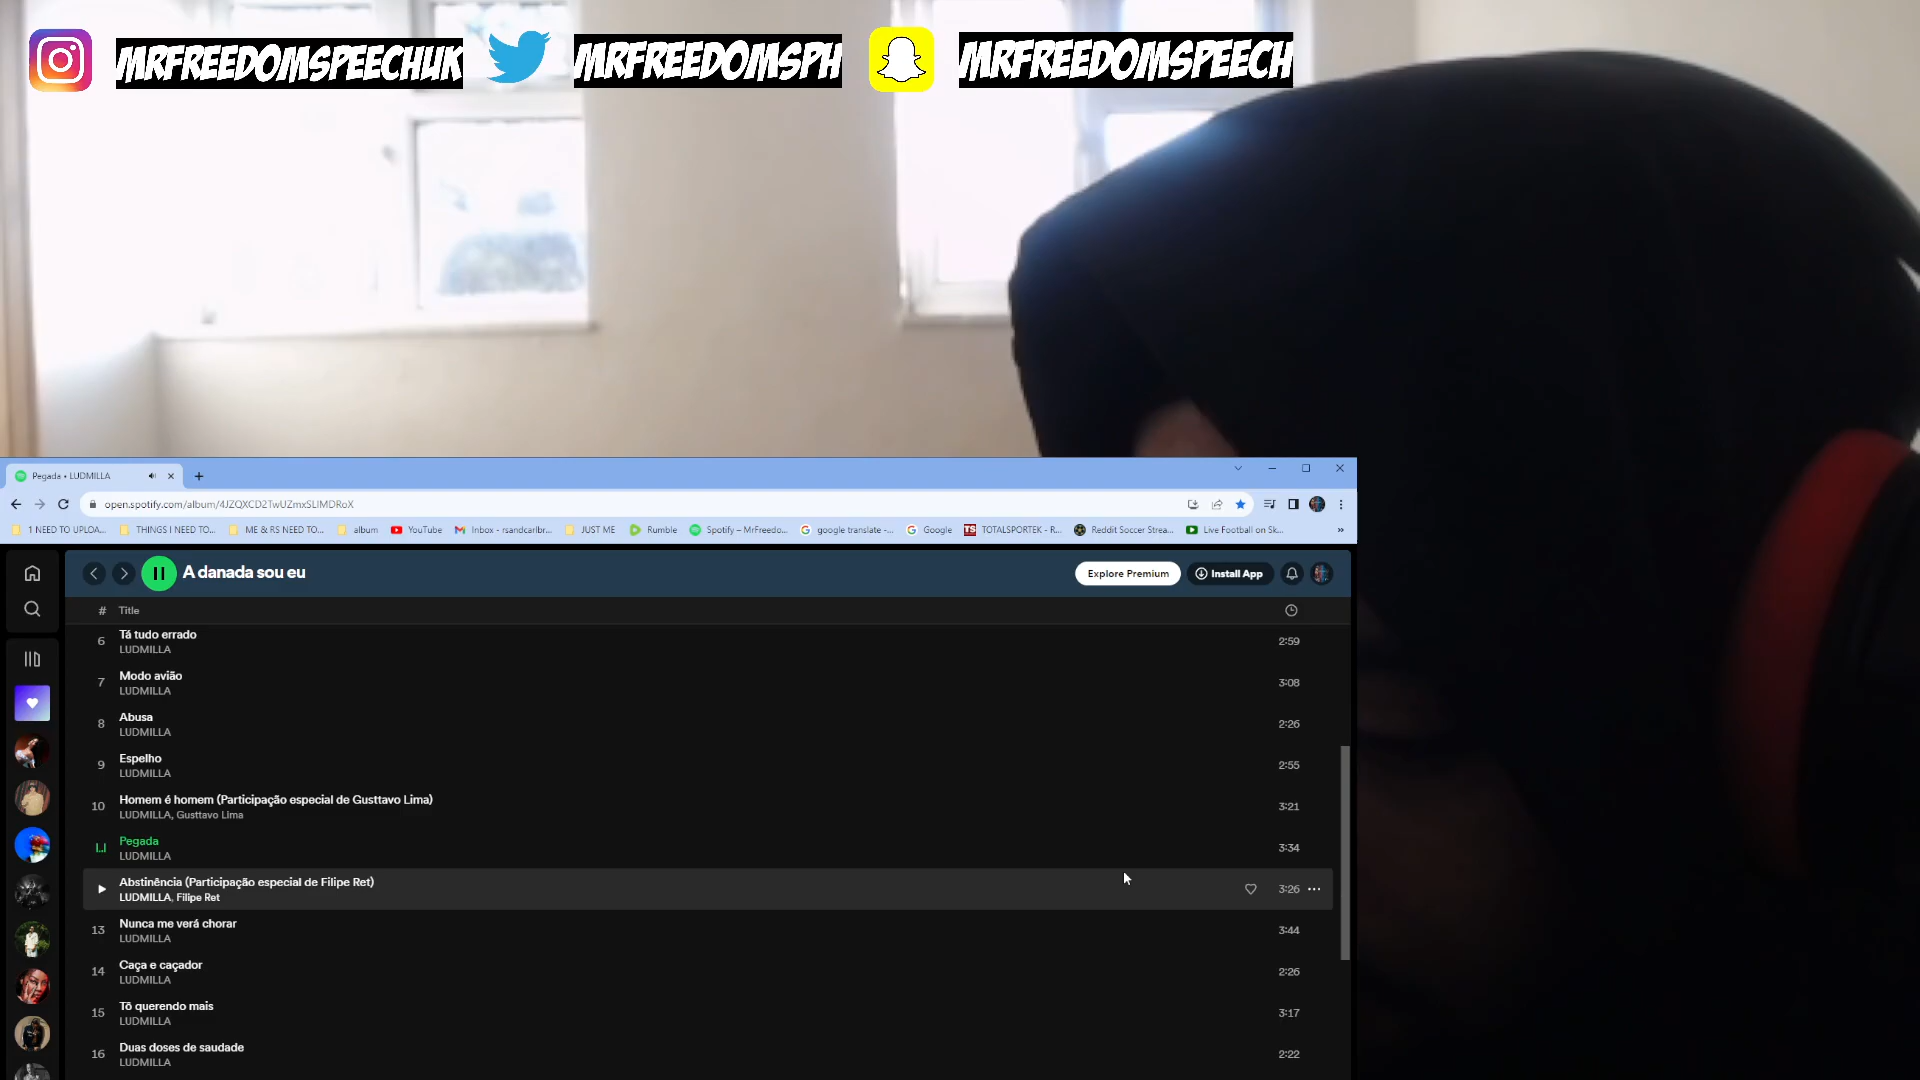 MRFREEDOMSPEECHUK MRFREEDOMSPH MRFREEDOMSPEECH
Pegada • LUDMILLA
open.spotify.com/album/4JZQXCD2TwUZmxSLIMDRoX
1 NEED TO UPLOA... THINGS I NEED TO... ME & RS NEED TO... album YouTube Inbox - rsandcarlbr... JUST ME Rumble Spotify – MrFreedo... google translate -... Google TOTALSPORTEK - R... Reddit Soccer Strea... Live Football on Sk... »
A danada sou eu Explore Premium Install App
# Title
6 Tá tudo errado 2:59
LUDMILLA
7 Modo avião 3:08
LUDMILLA
8 Abusa 2:26
LUDMILLA
9 Espelho 2:55
LUDMILLA
10 Homem é homem (Participação especial de Gusttavo Lima) 3:21
LUDMILLA, Gusttavo Lima
Pegada 3:34
LUDMILLA
Abstinência (Participação especial de Filipe Ret) 3:26
LUDMILLA, Filipe Ret
13 Nunca me verá chorar 3:44
LUDMILLA
14 Caça e caçador 2:26
LUDMILLA
15 Tô querendo mais 3:17
LUDMILLA
16 Duas doses de saudade 2:22
LUDMILLA